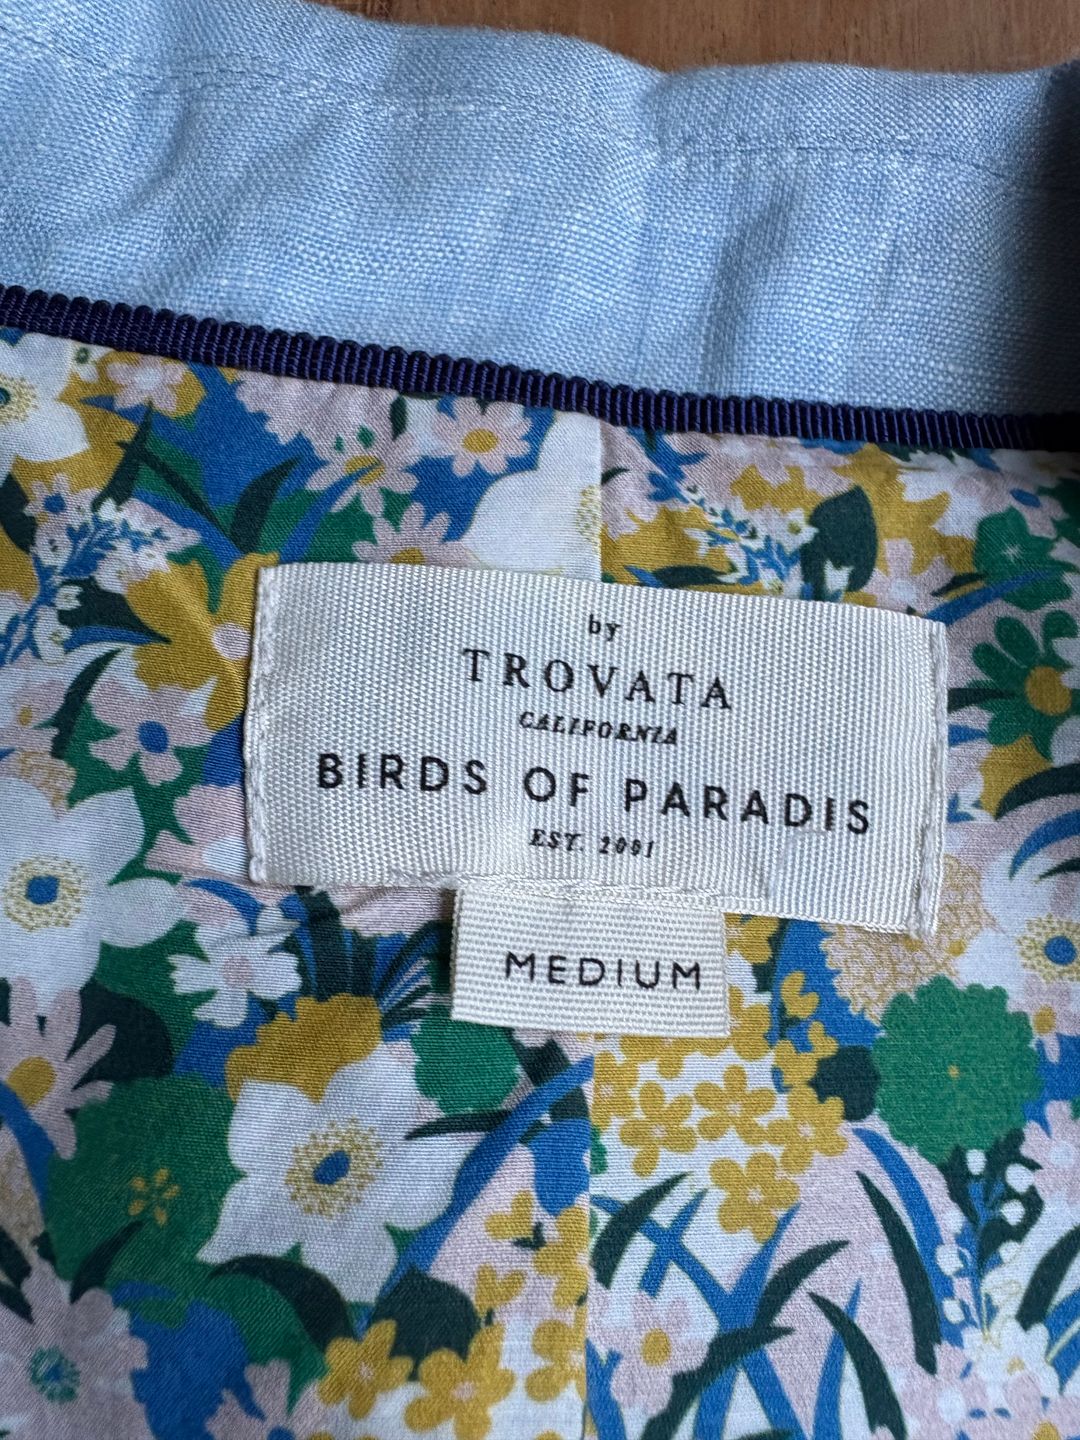 by
TROVATA
CALIFORNIA
BIRDS OF PARADIS
EST. 2001
MEDIUM